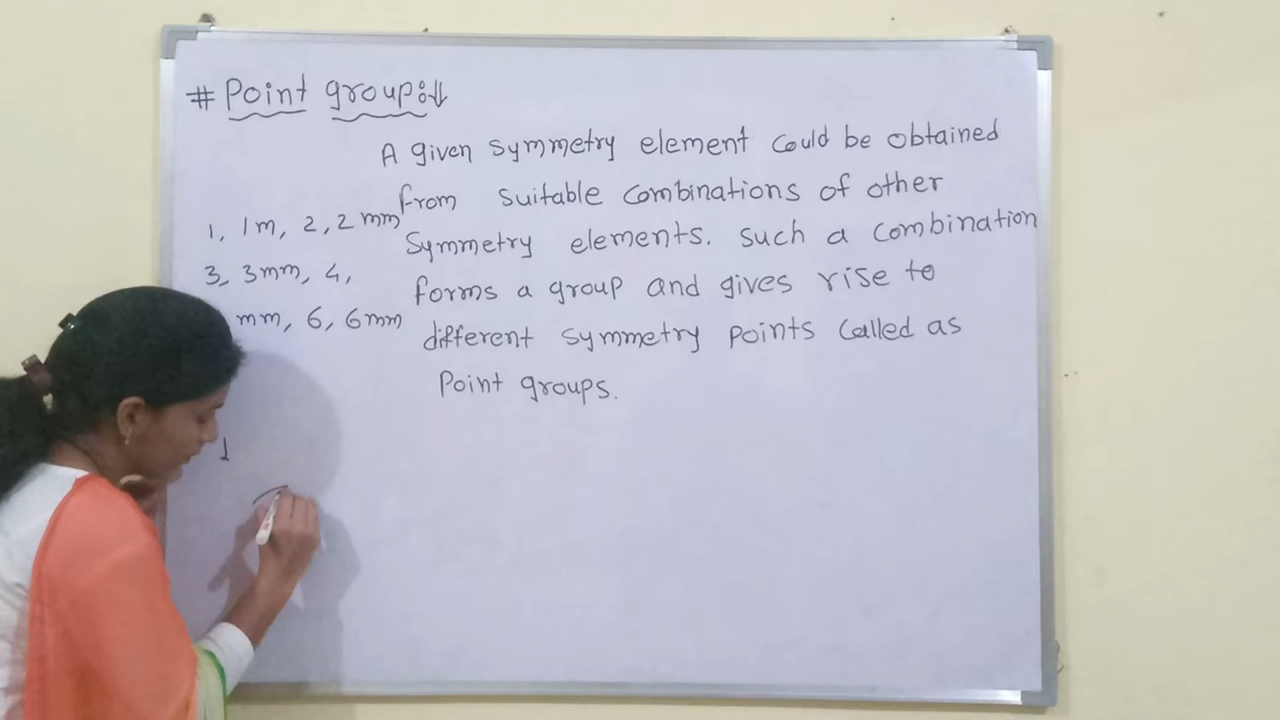 # Point group:↓
A given symmetry element could be obtained
from suitable combinations of other
symmetry elements. such a combination
forms a group and gives rise to
different symmetry points called as
Point groups.
1, 1m, 2, 2mm
3, 3mm, 4,
mm, 6, 6mm
1